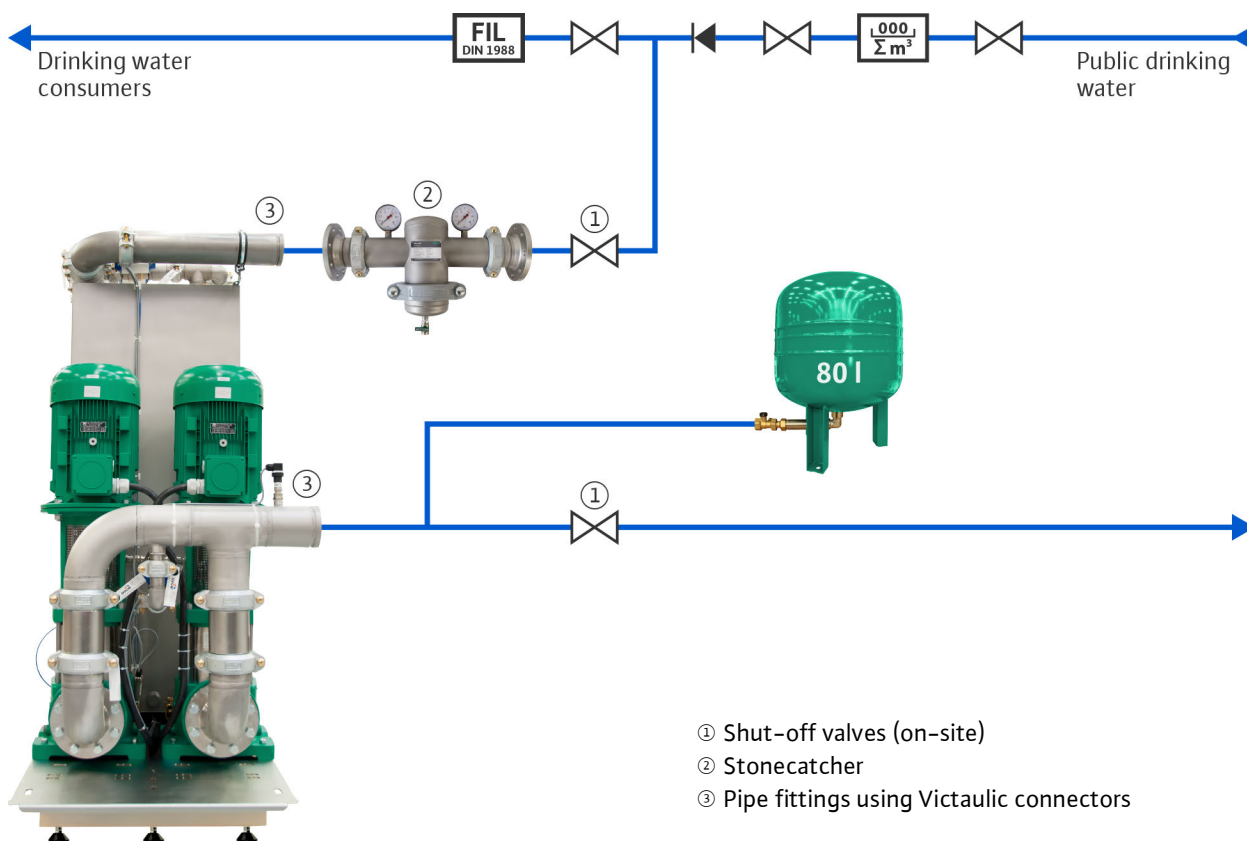 FIL
DIN 1988
000
Σ m³
Drinking water
consumers
Public drinking
water
②
③
①
80 l
③
①
① Shut-off valves (on-site)
② Stonecatcher
③ Pipe fittings using Victaulic connectors